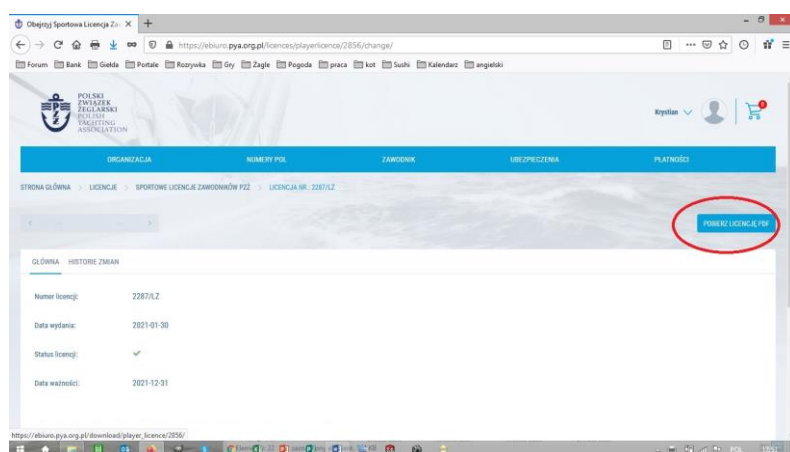 Obejrzyj Sportowa Licencja Za
https://ebiuro.pya.org.pl/licences/playerlicence/2856/change/
Forum Bank Giełda Portale Rozrywka Gry Żagle Pogoda praca kot Sushi Kalendarz angielski
POLSKI
ZWIĄZEK
ŻEGLARSKI
POLISH
YACHTING
ASSOCIATION
Krystian
0
ORGANIZACJA NUMERY POL ZAWODNIK UBEZPIECZENIA PŁATNOŚCI
STRONA GŁÓWNA > LICENCJE > SPORTOWE LICENCJE ZAWODNIKÓW PZŻ > LICENCJA NR.: 2287/LZ
POBIERZ LICENCJĘ PDF
GŁÓWNA HISTORIE ZMIAN
Numer licencji: 2287/LZ
Data wydania: 2021-01-30
Status licencji:
Data ważności: 2021-12-31
https://ebiuro.pya.org.pl/download/player_licence/2856/
POL 17:51